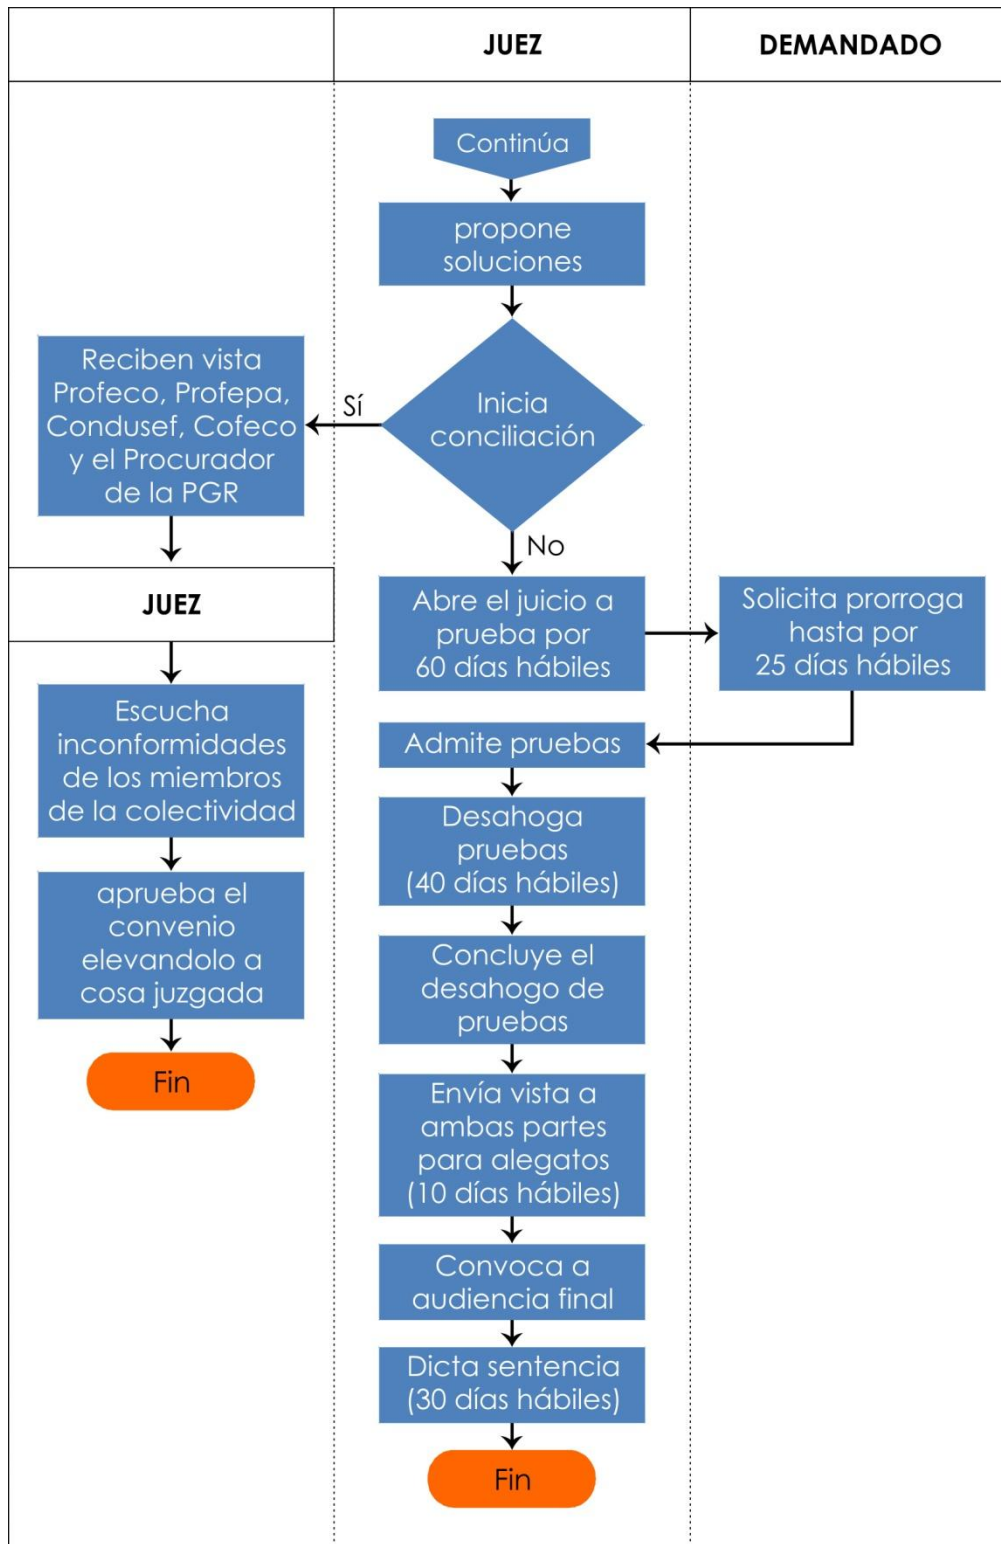 JUEZ
DEMANDADO
Continúa
propone
soluciones
Inicia
conciliación
Sí
No
Reciben vista
Profeco, Profepa,
Condusef, Cofeco
y el Procurador
de la PGR
JUEZ
Escucha
inconformidades
de los miembros
de la colectividad
aprueba el
convenio
elevandolo a
cosa juzgada
Fin
Abre el juicio a
prueba por
60 días hábiles
Solicita prorroga
hasta por
25 días hábiles
Admite pruebas
Desahoga
pruebas
(40 días hábiles)
Concluye el
desahogo de
pruebas
Envía vista a
ambas partes
para alegatos
(10 días hábiles)
Convoca a
audiencia final
Dicta sentencia
(30 días hábiles)
Fin